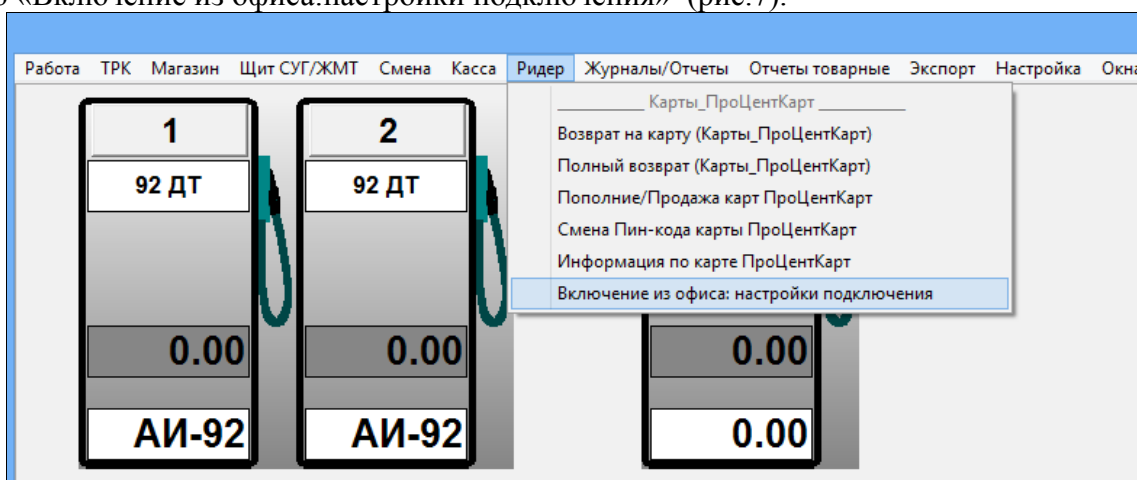 «Включение из офиса:настройки подключения» (рис.7).
Работа ТРК Магазин Щит СУГ/ЖМТ Смена Касса Ридер Журналы/Отчеты Отчеты товарные Экспорт Настройка Окна
_________ Карты_ПроЦентКарт _________
Возврат на карту (Карты_ПроЦентКарт)
Полный возврат (Карты_ПроЦентКарт)
Пополние/Продажа карт ПроЦентКарт
Смена Пин-кода карты ПроЦентКарт
Информация по карте ПроЦентКарт
Включение из офиса: настройки подключения
1 2
92 ДТ 92 ДТ
0.00 0.00 0.00
АИ-92 АИ-92 0.00